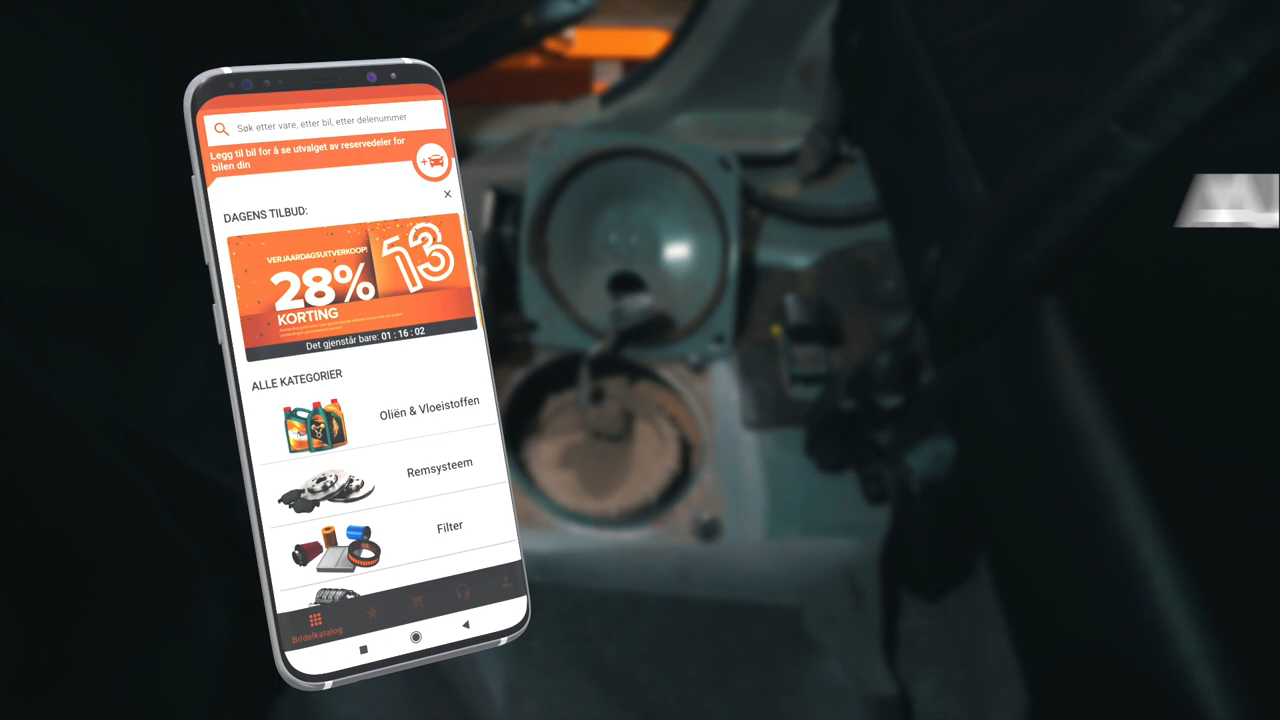 Søk etter vare, etter bil, etter delenummer
Legg til bil for å se utvalget av reservedeler for
bilen din
DAGENS TILBUD:
VERJAARDAGSUITVERKOOP!
13
28%
KORTING
Det gjenstår bare: 01 : 16 : 02
ALLE KATEGORIER
Oliën & Vloeistoffen
Remsysteem
Filter
Bildelkatalog